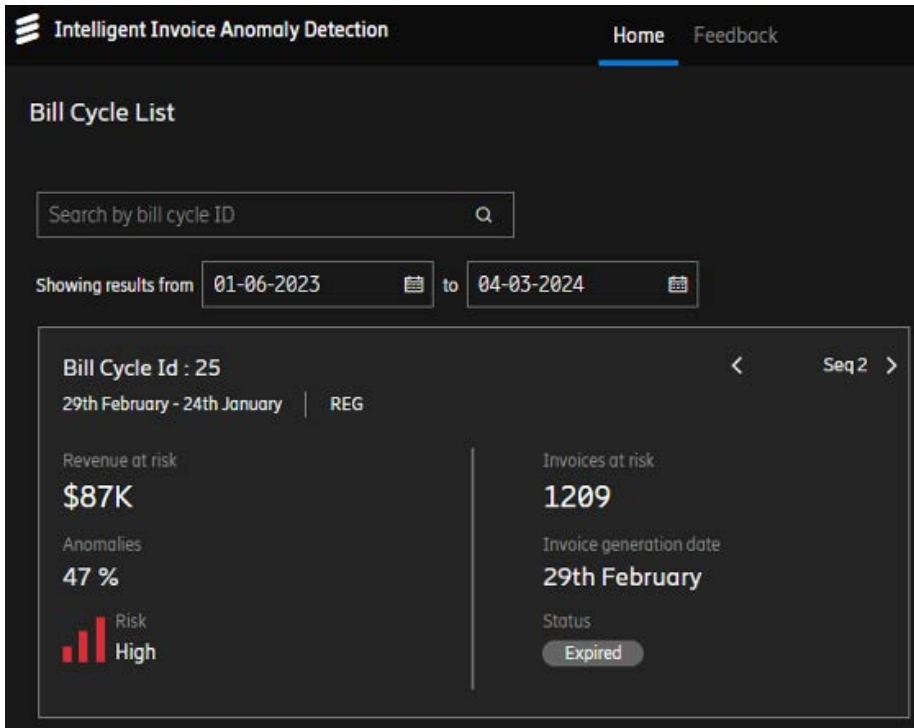 Intelligent Invoice Anomaly Detection
Home Feedback
Bill Cycle List
Search by bill cycle ID
Showing results from 01-06-2023 to 04-03-2024
Bill Cycle Id : 25
Seq 2
29th February - 24th January | REG
Revenue at risk
$87K
Anomalies
47 %
Risk
High
Invoices at risk
1209
Invoice generation date
29th February
Status
Expired